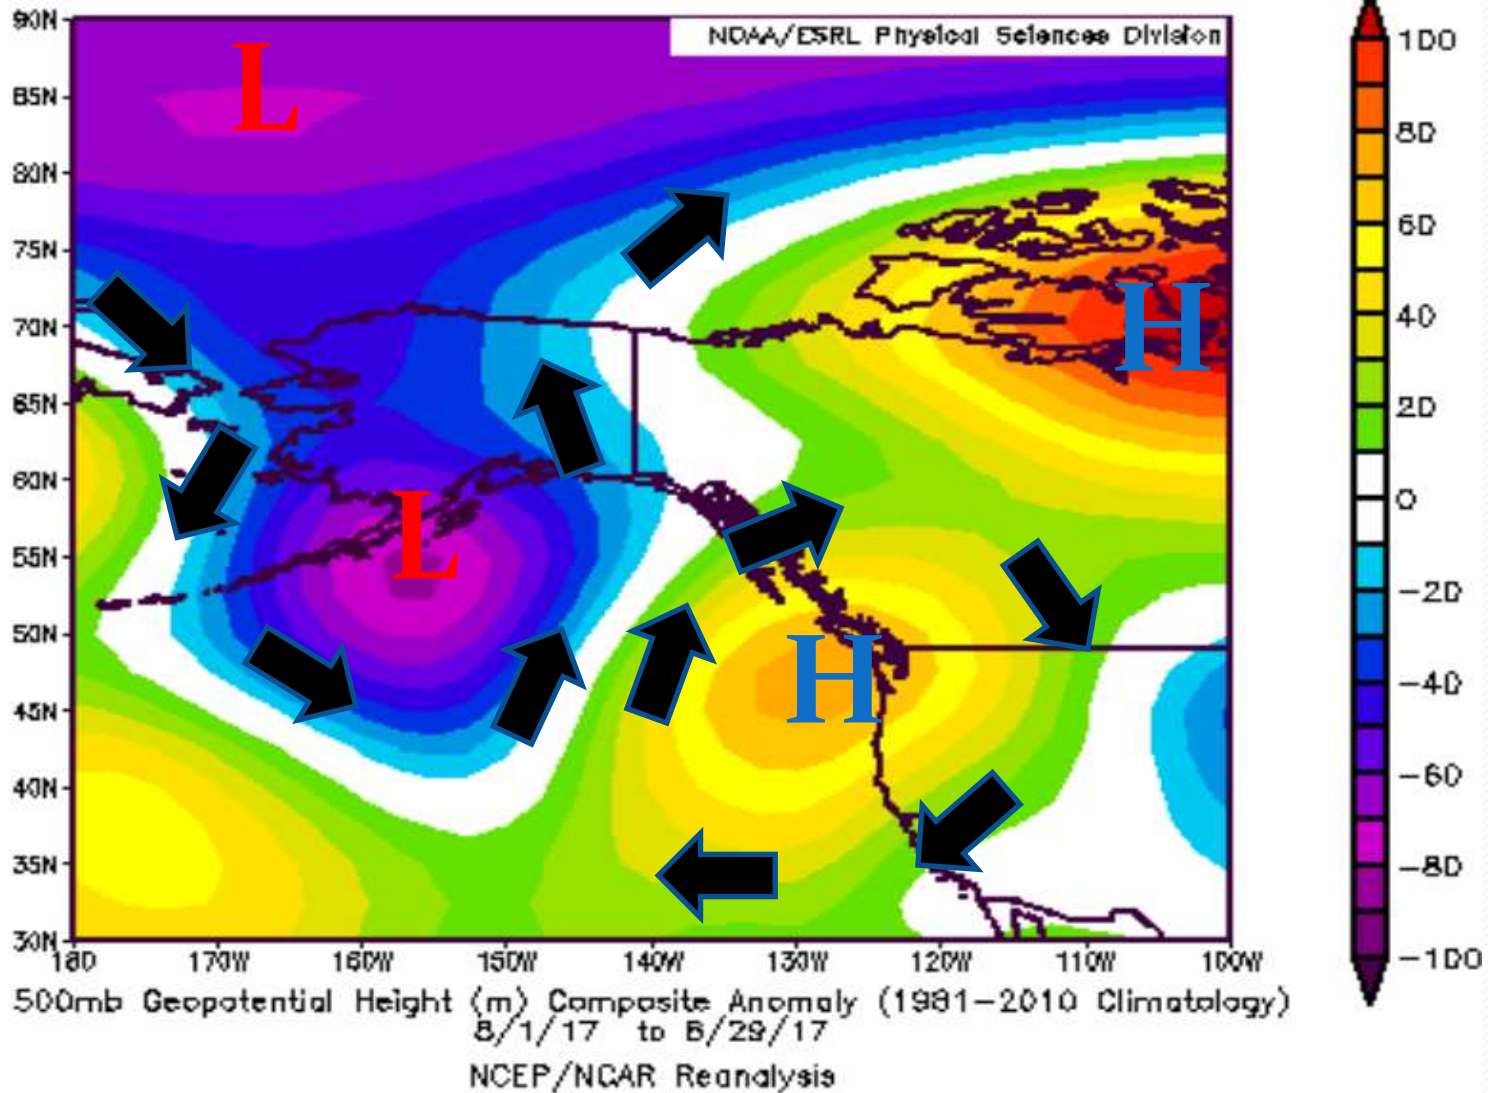 90N
NOAA/ESRL Physical Sciences Division
100
L
85N
80
80N
60
75N
H
40
70N
20
65N
60N
0
L
55N
-20
50N
H
-40
45N
-60
40N
-80
35N
30N
-100
180 170W 160W 150W 140W 130W 120W 110W 100W
500mb Geopotential Height (m) Composite Anomaly (1981-2010 Climatology)
8/1/17 to 8/29/17
NCEP/NCAR Reanalysis